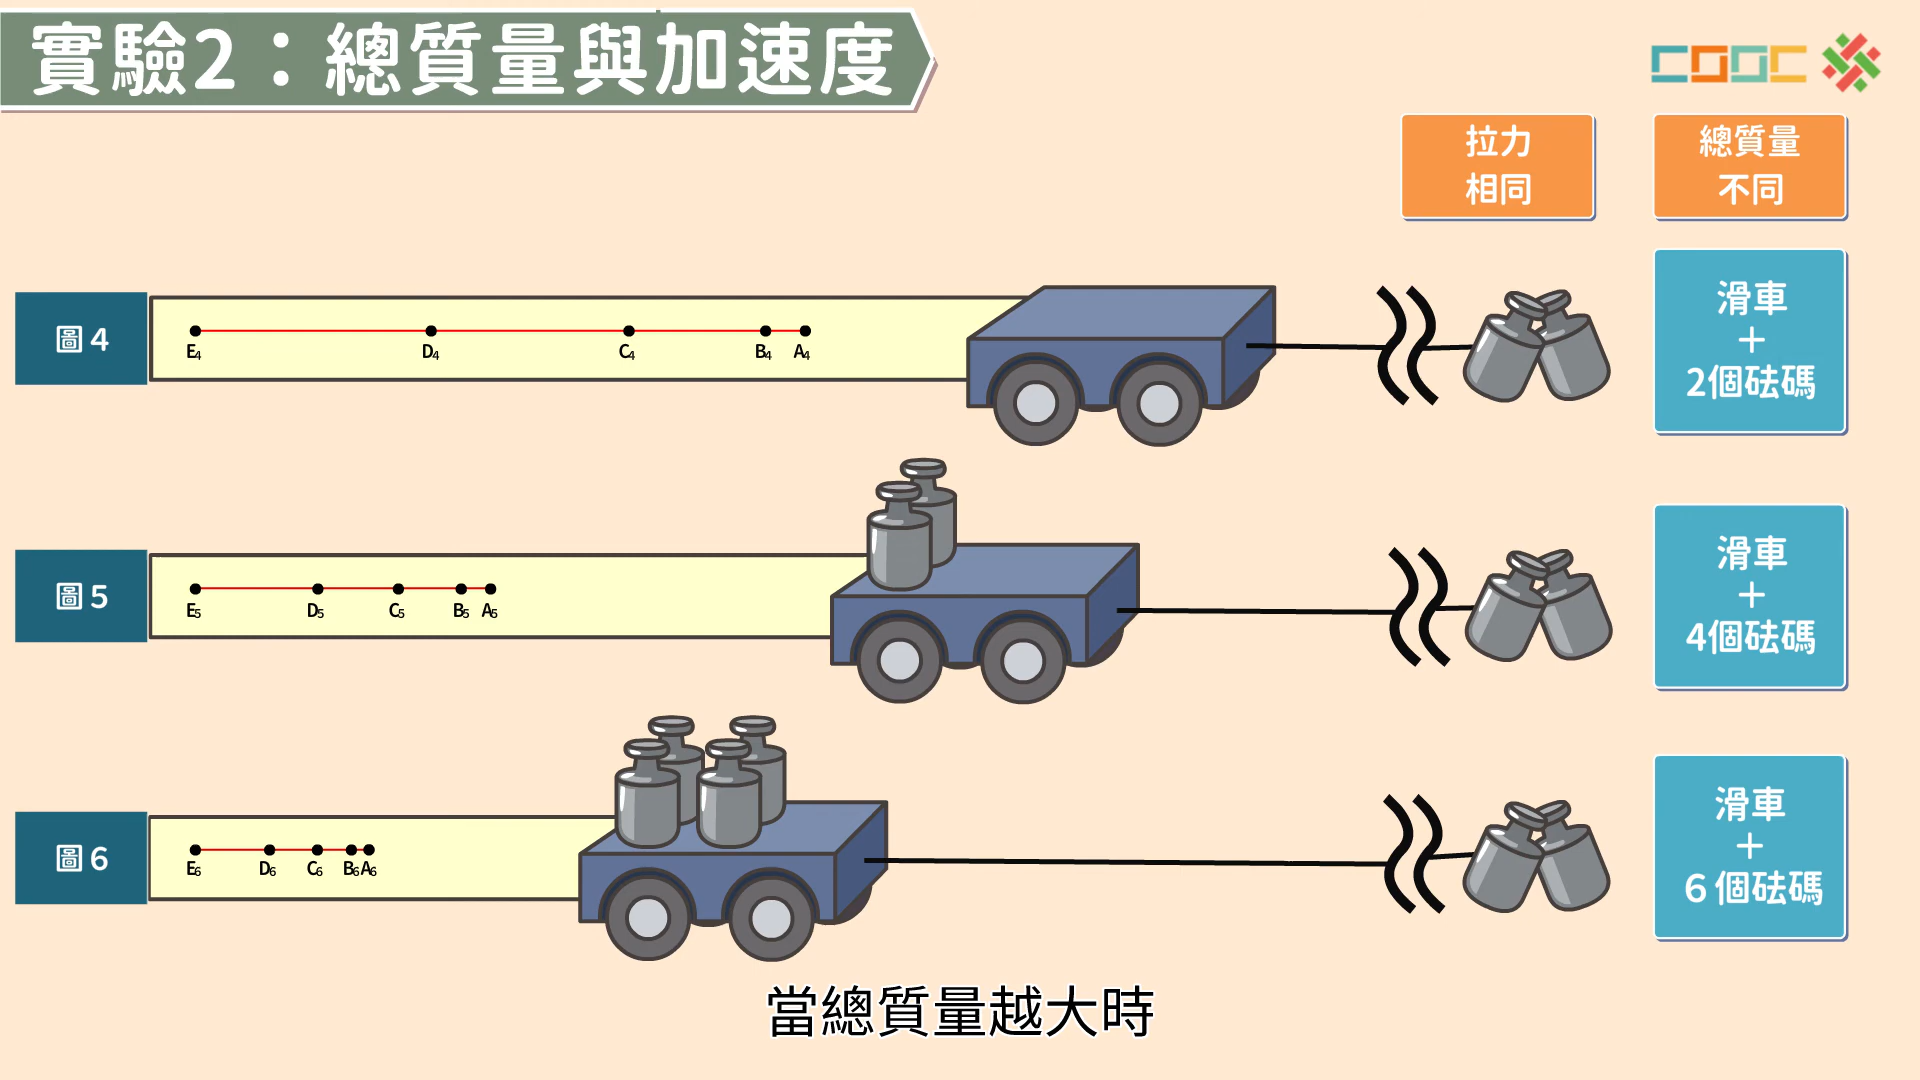 實驗2：總質量與加速度
COOC
拉力
相同
總質量
不同
圖4
E4 D4 C4 B4 A4
滑車
+
2個砝碼
圖5
E5 D5 C5 B5 A5
滑車
+
4個砝碼
圖6
E6 D6 C6 B6 A6
滑車
+
6個砝碼
當總質量越大時